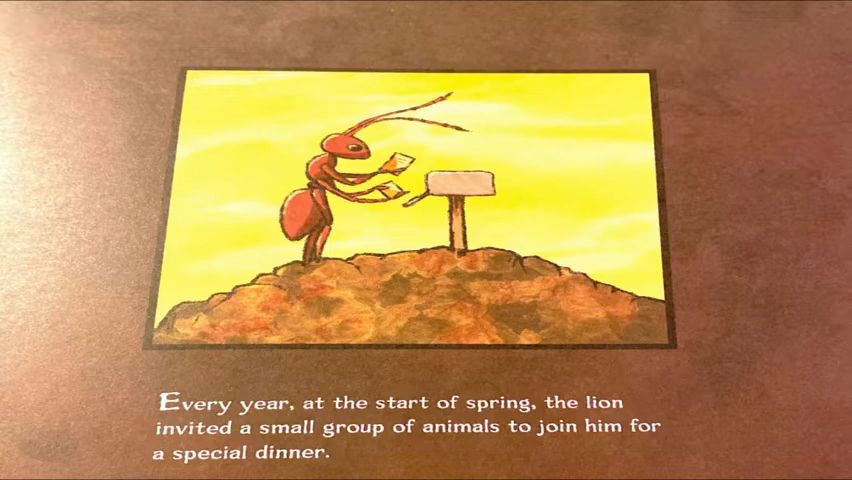 Every year, at the start of spring, the lion
invited a small group of animals to join him for
a special dinner.